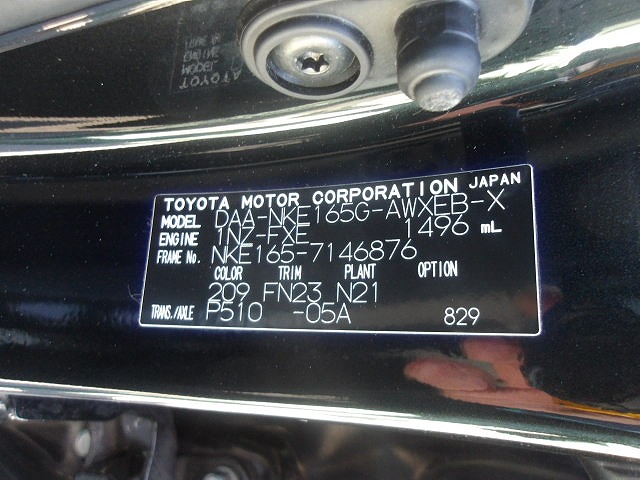 TOYOTA MOTOR CORPORATION JAPAN
MODEL DAA-NKE165G-AWXEB-X
ENGINE 1NZ-FXE 1496 mL
FRAME No. NKE165-7146876
COLOR TRIM PLANT OPTION
209 FN23 N21
TRANS./AXLE P510 -05A 829